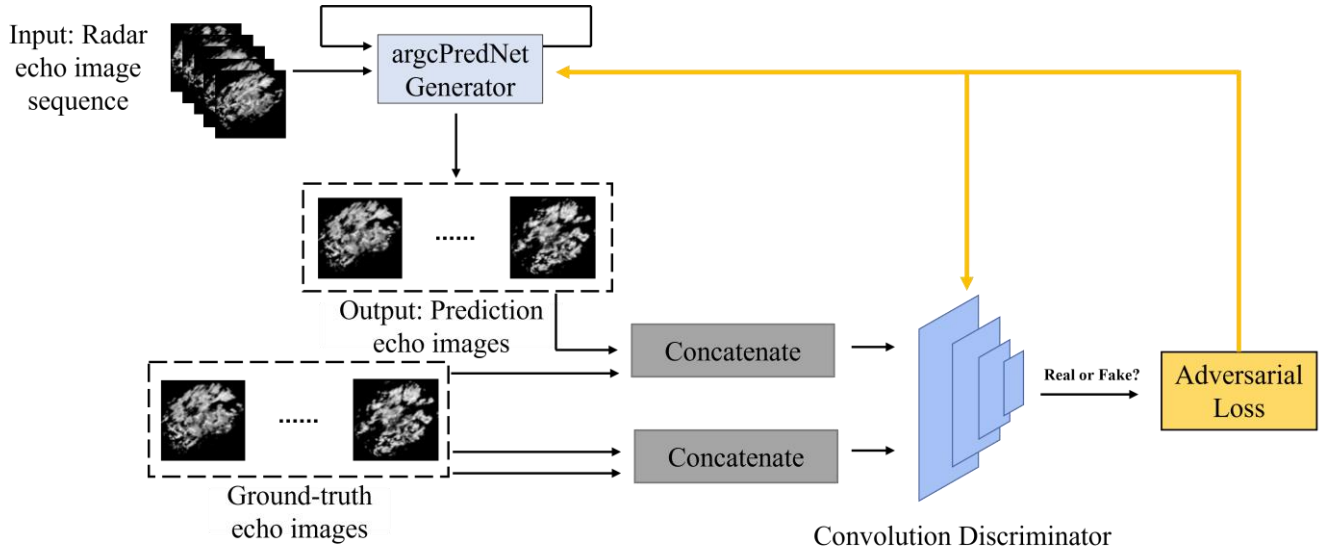 Input: Radar
echo image
sequence
argcPredNet
Generator
......
Output: Prediction
echo images
Concatenate
Real or Fake?
Adversarial
Loss
......
Concatenate
Ground-truth
echo images
Convolution Discriminator